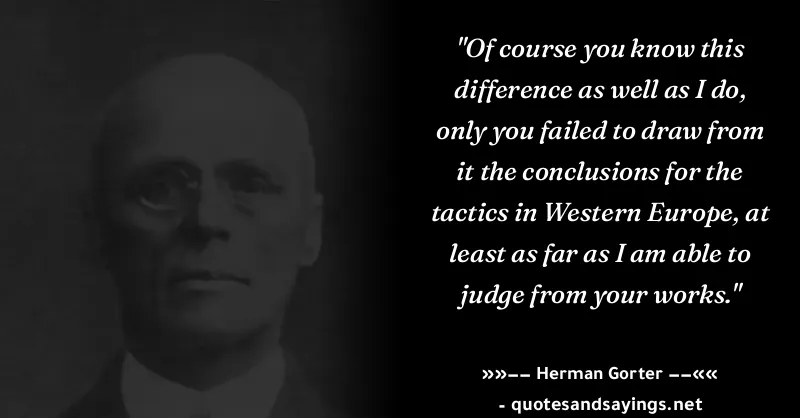 "Of course you know this
difference as well as I do,
only you failed to draw from
it the conclusions for the
tactics in Western Europe, at
least as far as I am able to
judge from your works."
»»-- Herman Gorter --««
- quotesandsayings.net